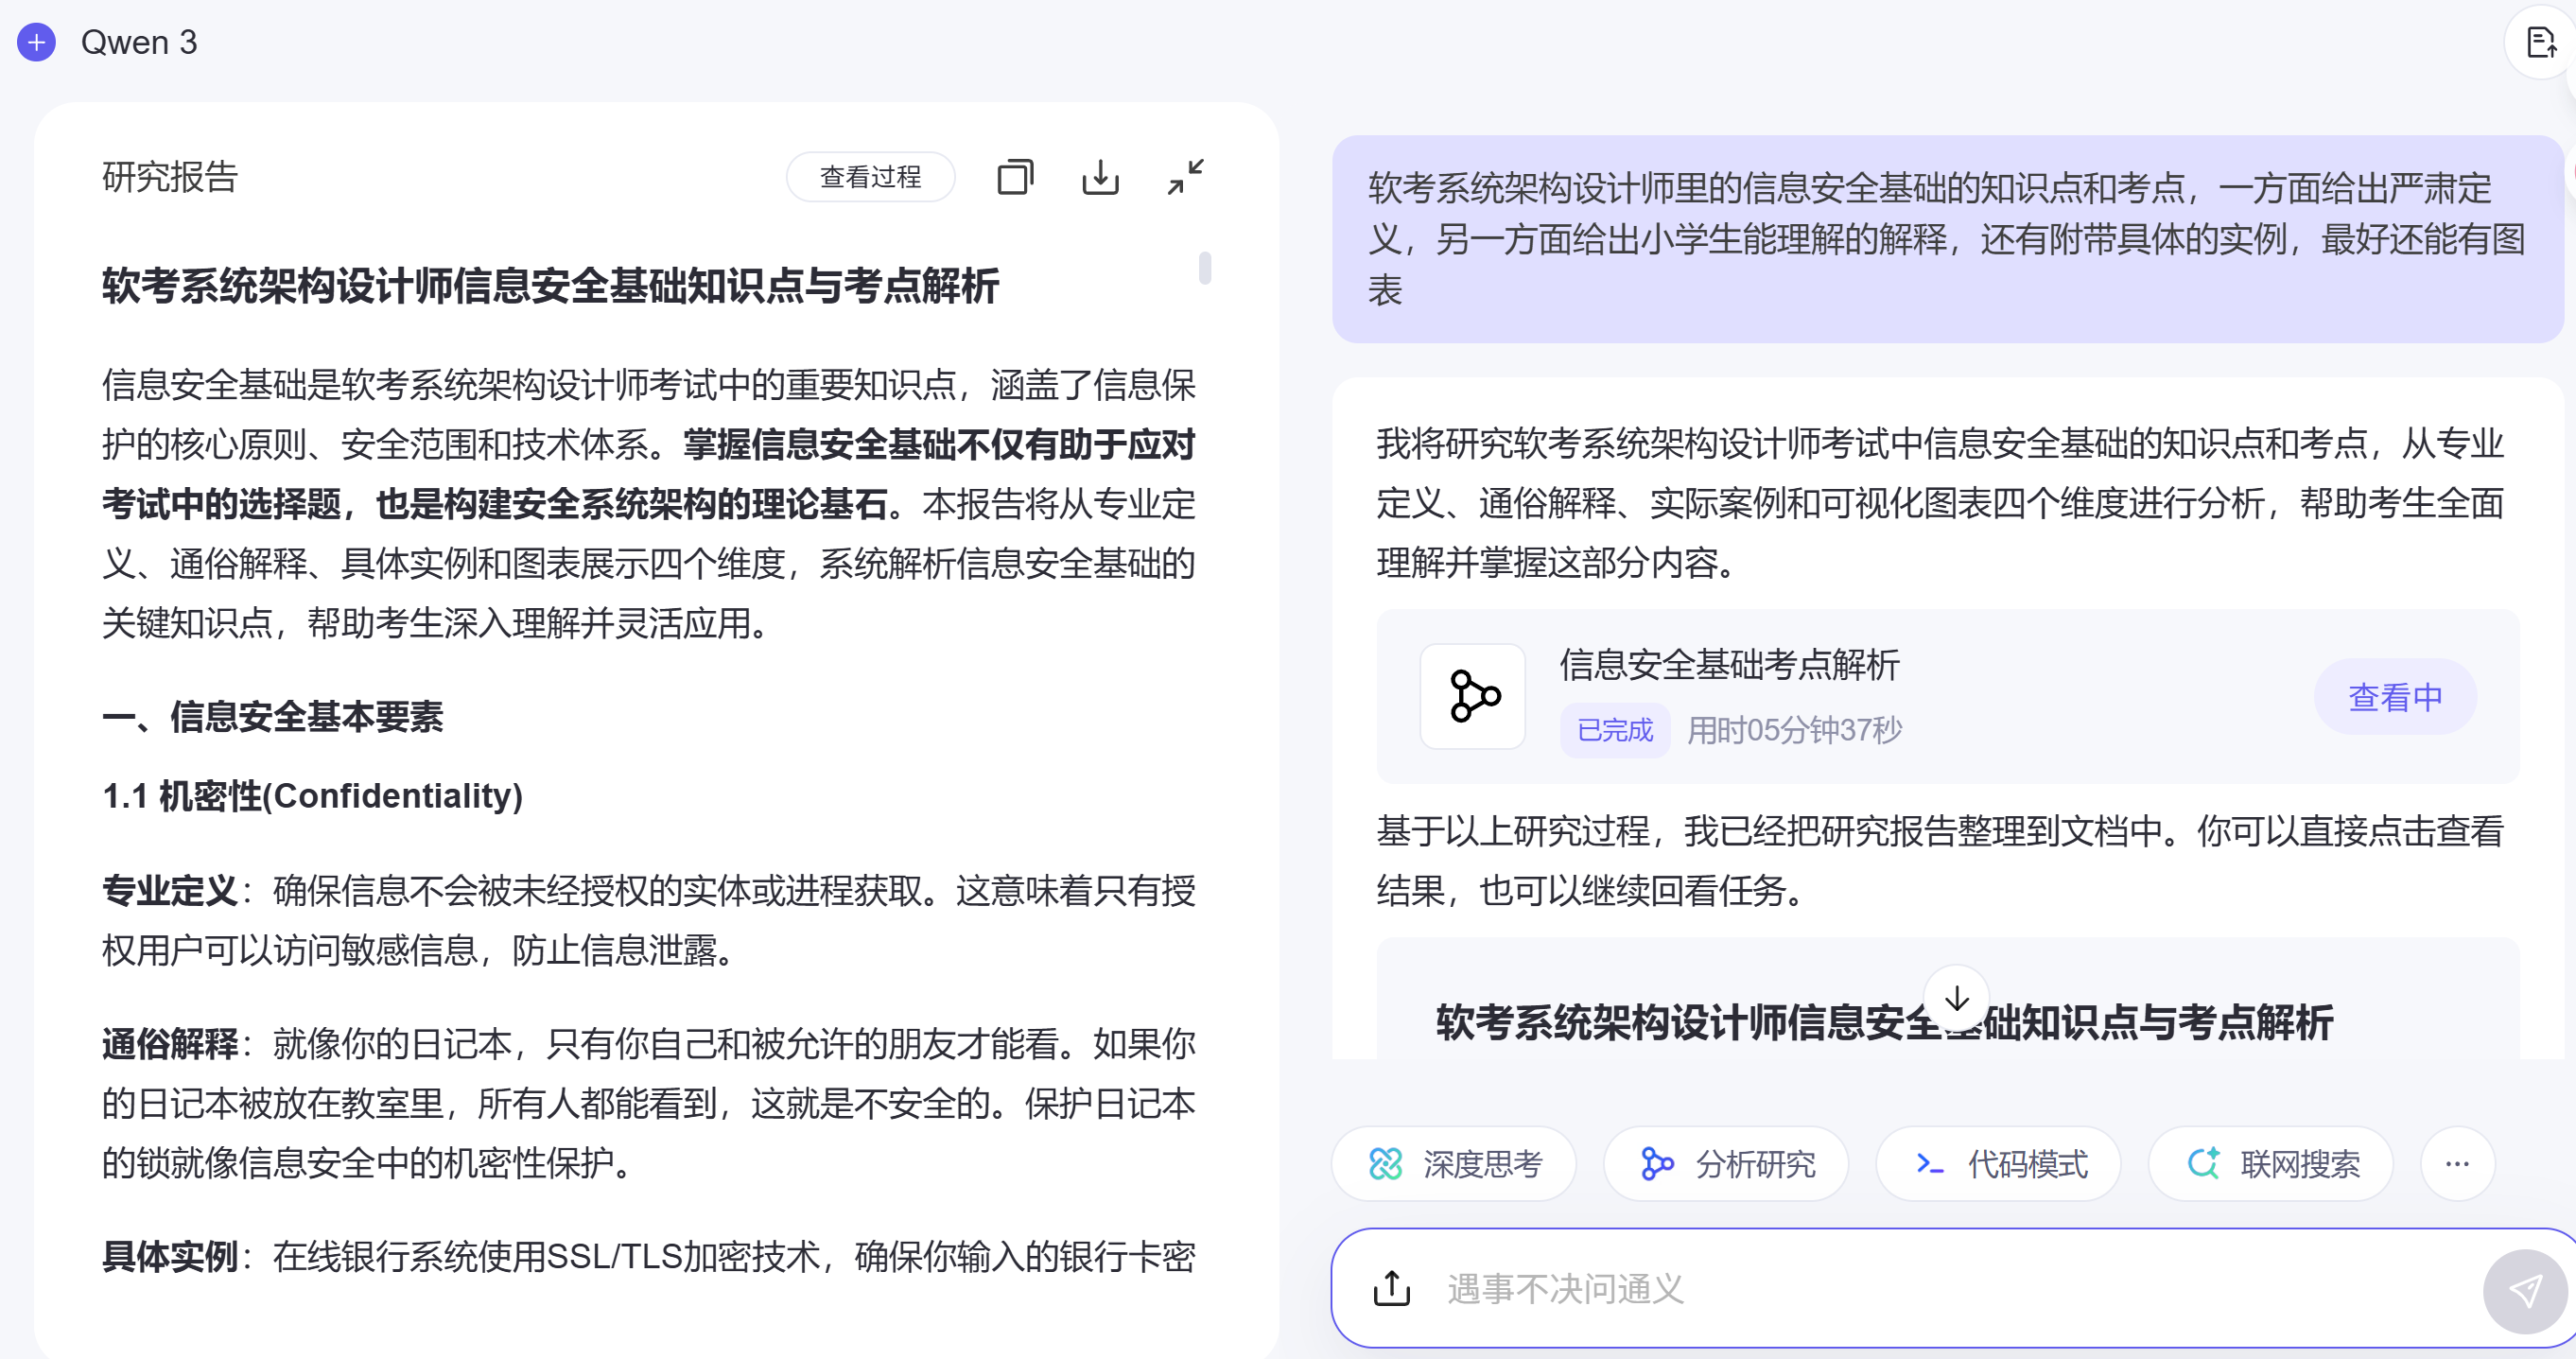 Qwen 3
研究报告
查看过程
软考系统架构设计师信息安全基础知识点与考点解析
信息安全基础是软考系统架构设计师考试中的重要知识点，涵盖了信息保
护的核心原则、安全范围和技术体系。掌握信息安全基础不仅有助于应对
考试中的选择题，也是构建安全系统架构的理论基石。本报告将从专业定
义、通俗解释、具体实例和图表展示四个维度，系统解析信息安全基础的
关键知识点，帮助考生深入理解并灵活应用。
一、信息安全基本要素
1.1 机密性(Confidentiality)
专业定义：确保信息不会被未经授权的实体或进程获取。这意味着只有授
权用户可以访问敏感信息，防止信息泄露。
通俗解释：就像你的日记本，只有你自己和被允许的朋友才能看。如果你
的日记本被放在教室里，所有人都能看到，这就是不安全的。保护日记本
的锁就像信息安全中的机密性保护。
具体实例：在线银行系统使用SSL/TLS加密技术，确保你输入的银行卡密
软考系统架构设计师里的信息安全基础的知识点和考点，一方面给出严肃定
义，另一方面给出小学生能理解的解释，还有附带具体的实例，最好还能有图
表
我将研究软考系统架构设计师考试中信息安全基础的知识点和考点，从专业
定义、通俗解释、实际案例和可视化图表四个维度进行分析，帮助考生全面
理解并掌握这部分内容。
信息安全基础考点解析
已完成 用时05分钟37秒
查看中
基于以上研究过程，我已经把研究报告整理到文档中。你可以直接点击查看
结果，也可以继续回看任务。
软考系统架构设计师信息安全基础知识点与考点解析
深度思考 分析研究 代码模式 联网搜索
遇事不决问通义